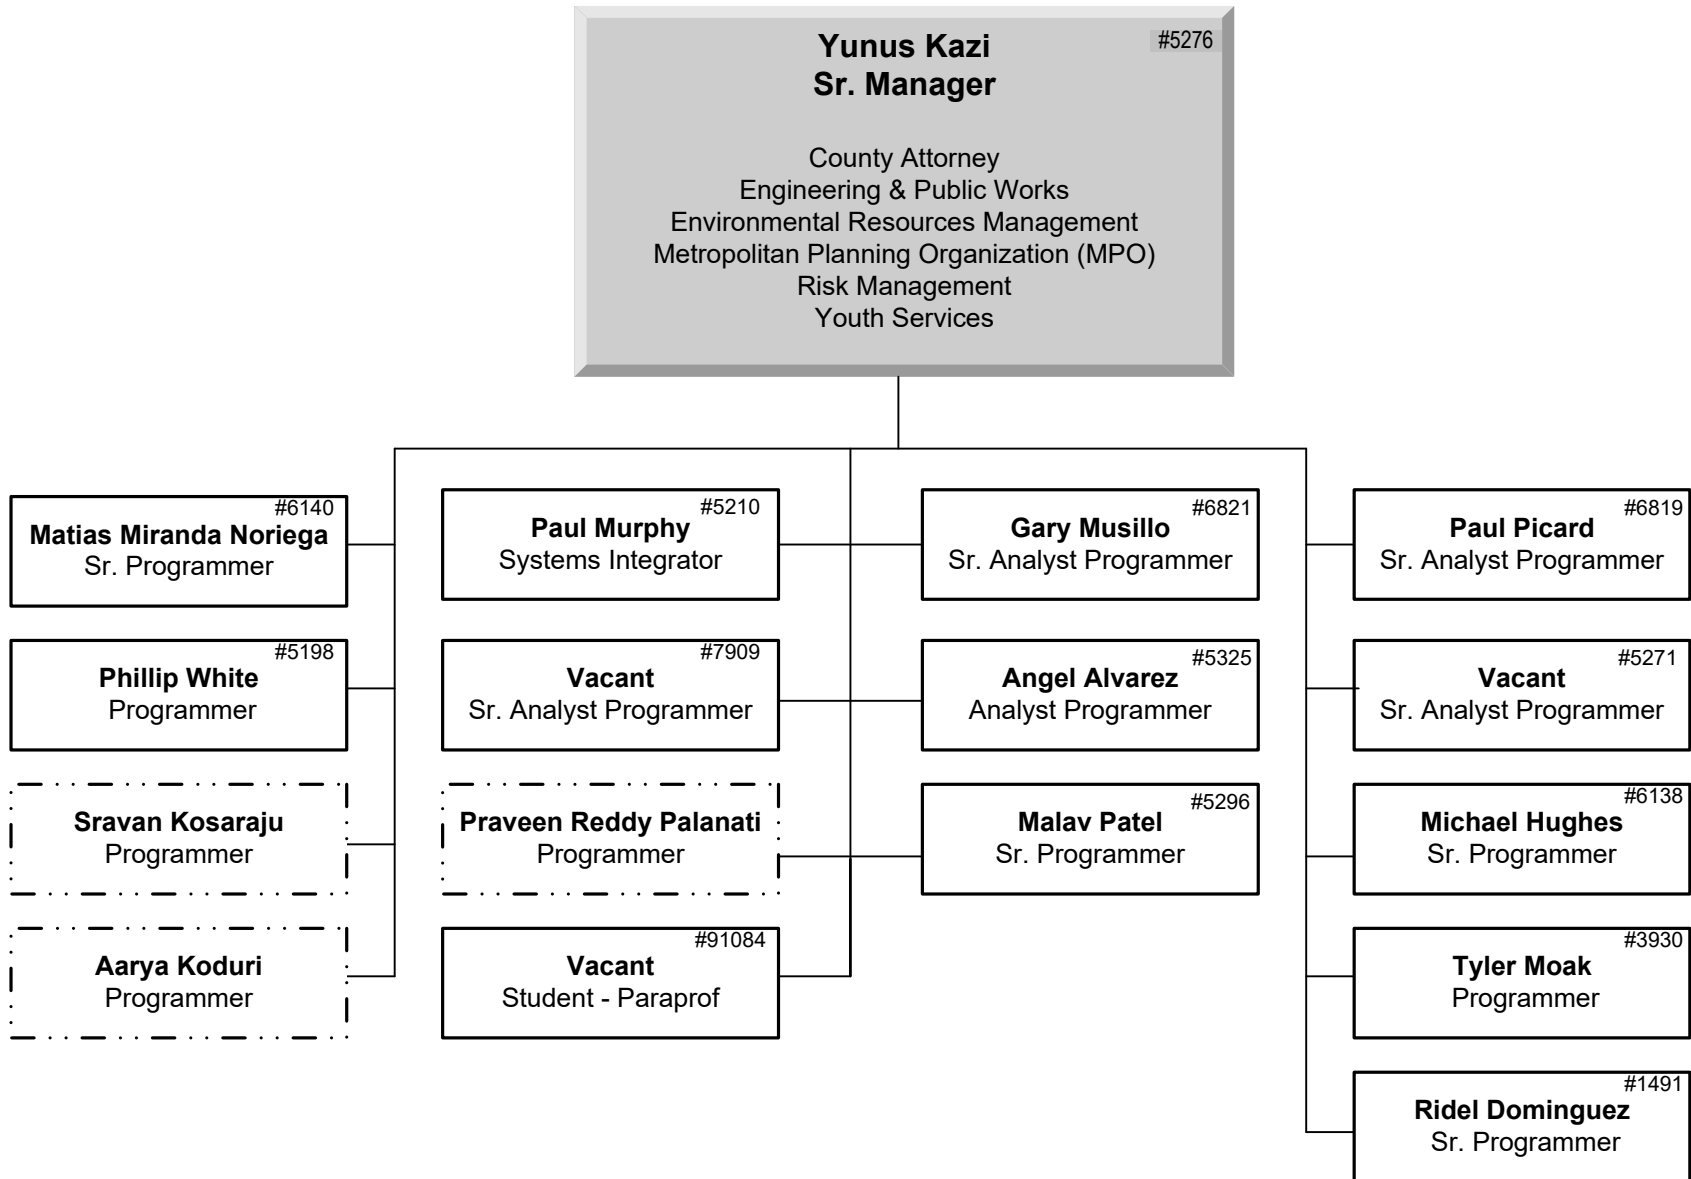 #5276
Yunus Kazi
Sr. Manager
County Attorney
Engineering & Public Works
Environmental Resources Management
Metropolitan Planning Organization (MPO)
Risk Management
Youth Services
#6140
Matias Miranda Noriega
Sr. Programmer
#5198
Phillip White
Programmer
Sravan Kosaraju
Programmer
Aarya Koduri
Programmer
#5210
Paul Murphy
Systems Integrator
#7909
Vacant
Sr. Analyst Programmer
Praveen Reddy Palanati
Programmer
#91084
Vacant
Student - Paraprof
#6821
Gary Musillo
Sr. Analyst Programmer
#5325
Angel Alvarez
Analyst Programmer
#5296
Malav Patel
Sr. Programmer
#6819
Paul Picard
Sr. Analyst Programmer
#5271
Vacant
Sr. Analyst Programmer
#6138
Michael Hughes
Sr. Programmer
#3930
Tyler Moak
Programmer
#1491
Ridel Dominguez
Sr. Programmer